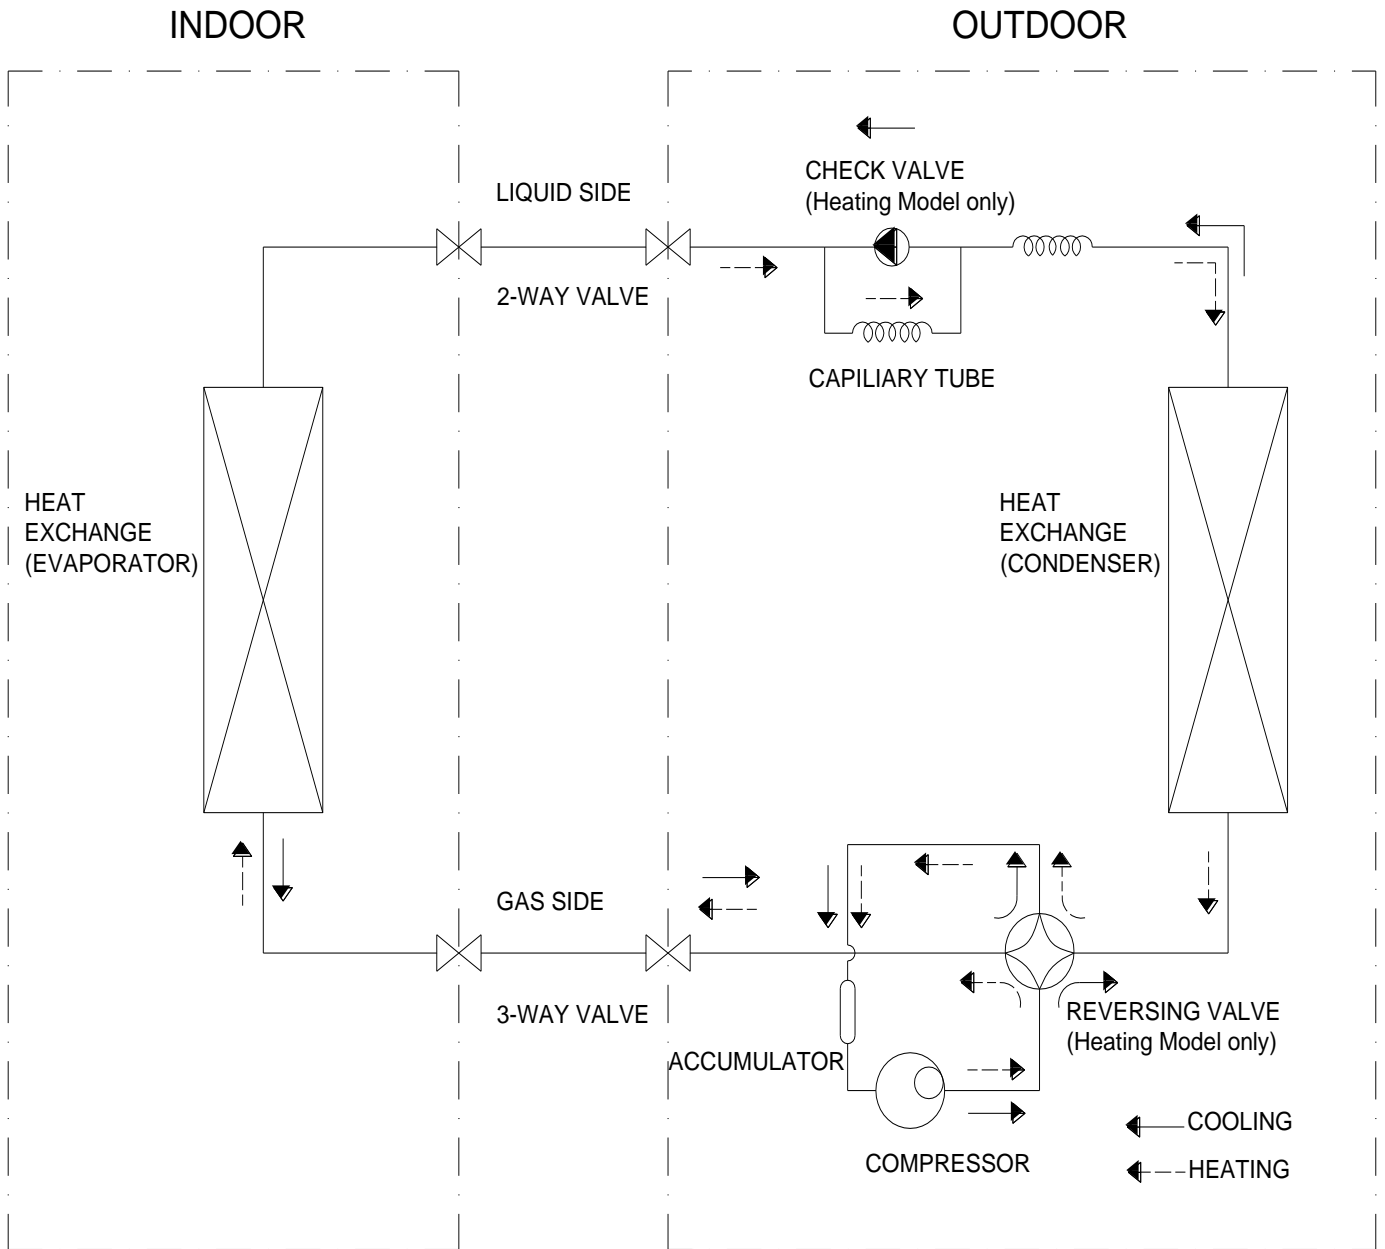 INDOOR
OUTDOOR
CHECK VALVE
(Heating Model only)
LIQUID SIDE
2-WAY VALVE
CAPILIARY TUBE
HEAT
EXCHANGE
(EVAPORATOR)
HEAT
EXCHANGE
(CONDENSER)
GAS SIDE
3-WAY VALVE
REVERSING VALVE
(Heating Model only)
ACCUMULATOR
COMPRESSOR
COOLING
HEATING